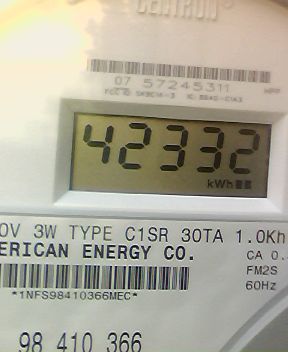 CENTRON®
07 57245311
42332
kWh
0V 3W TYPE C1SR 30TA 1.0Kh
ERICAN ENERGY CO.
CA 0.
FM2S
*1NFS98410366MEC*
60Hz
98 410 366